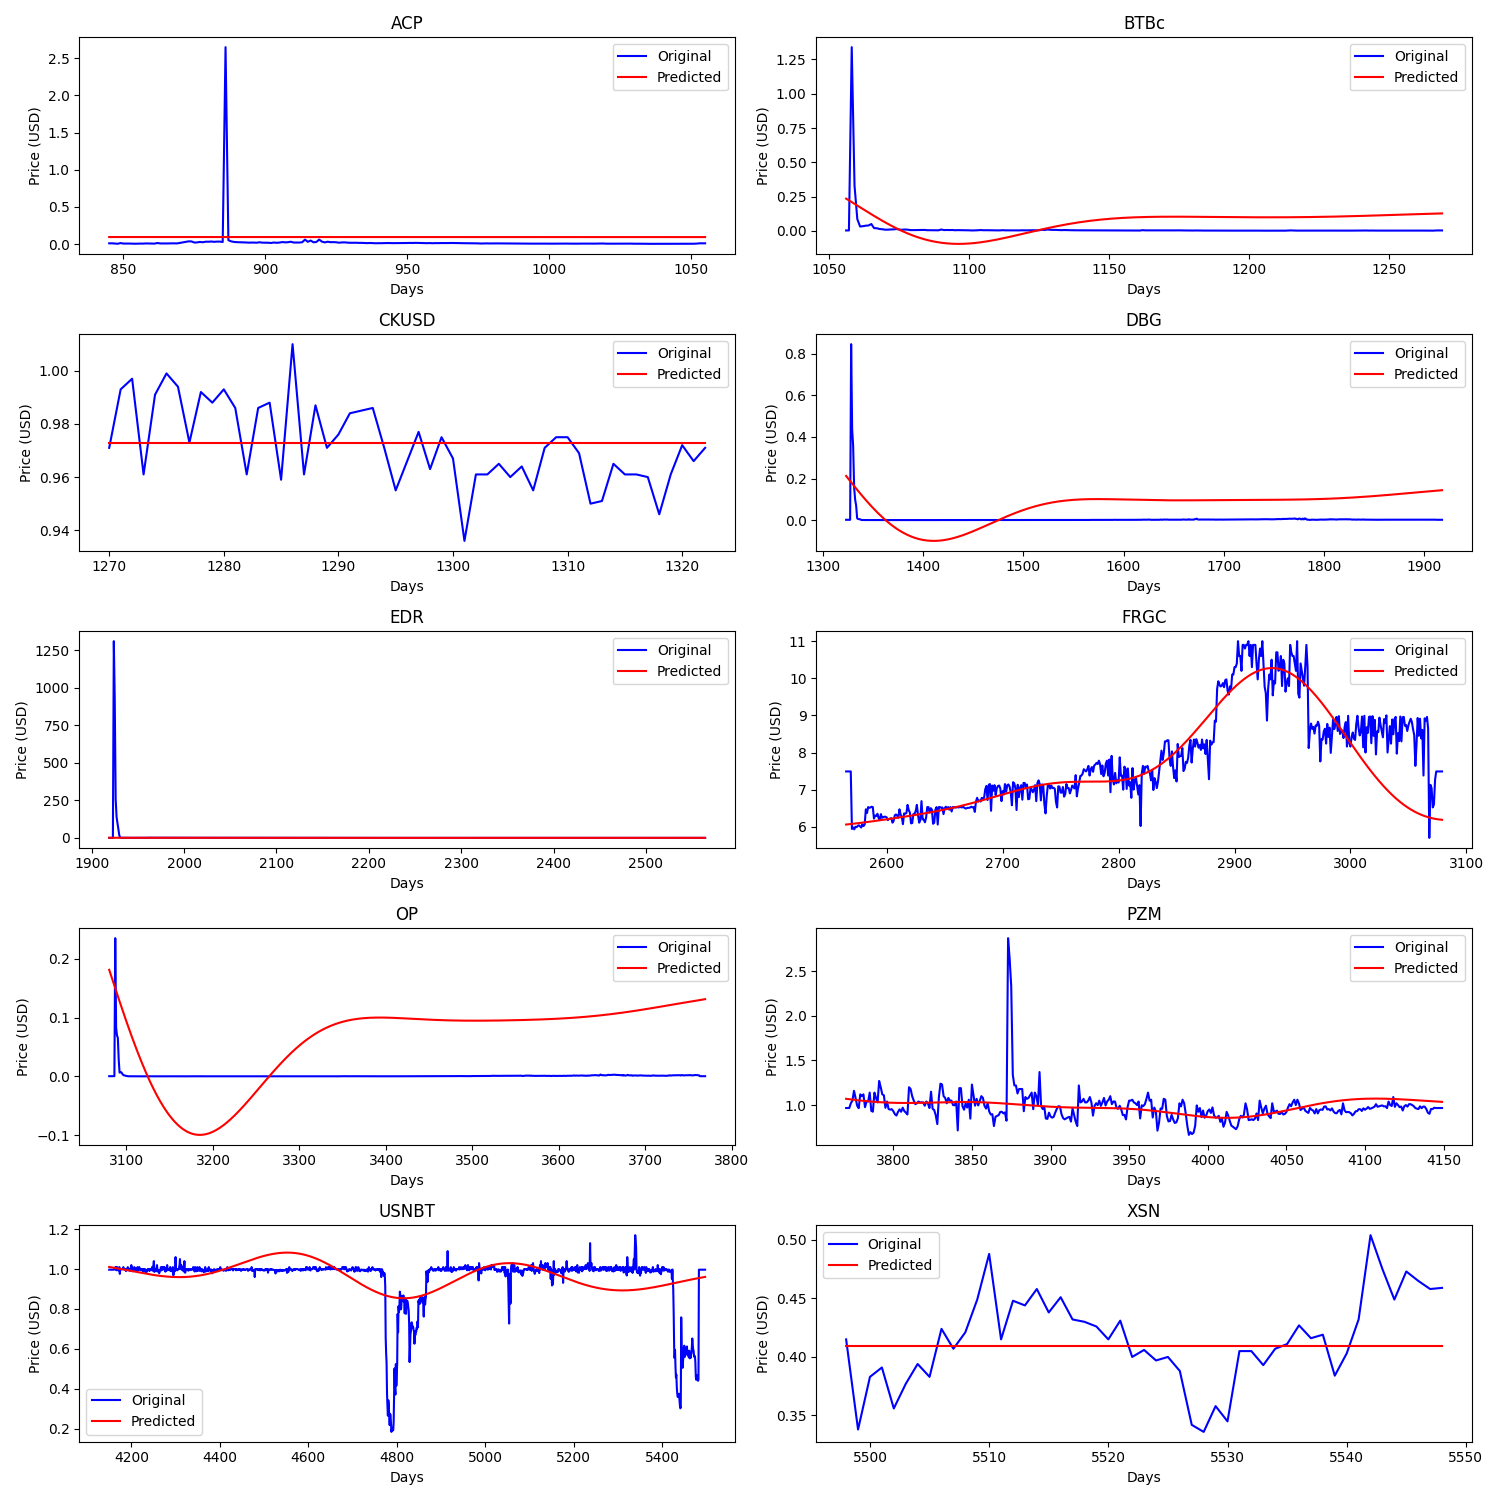 ACP
Price (USD)
2.5
2.0
1.5
1.0
0.5
0.0
850 900 950 1000 1050
Days
Original
Predicted
BTBc
Price (USD)
1.25
1.00
0.75
0.50
0.25
0.00
1050 1100 1150 1200 1250
Days
Original
Predicted
CKUSD
Price (USD)
1.00
0.98
0.96
0.94
1270 1280 1290 1300 1310 1320
Days
Original
Predicted
DBG
Price (USD)
0.8
0.6
0.4
0.2
0.0
1300 1400 1500 1600 1700 1800 1900
Days
Original
Predicted
EDR
Price (USD)
1250
1000
750
500
250
0
1900 2000 2100 2200 2300 2400 2500
Days
Original
Predicted
FRGC
Price (USD)
11
10
9
8
7
6
2600 2700 2800 2900 3000 3100
Days
Original
Predicted
OP
Price (USD)
0.2
0.1
0.0
−0.1
3100 3200 3300 3400 3500 3600 3700 3800
Days
Original
Predicted
PZM
Price (USD)
2.5
2.0
1.5
1.0
3800 3850 3900 3950 4000 4050 4100 4150
Days
Original
Predicted
USNBT
Price (USD)
1.2
1.0
0.8
0.6
0.4
0.2
4200 4400 4600 4800 5000 5200 5400
Days
Original
Predicted
XSN
Price (USD)
0.50
0.45
0.40
0.35
5500 5510 5520 5530 5540 5550
Days
Original
Predicted